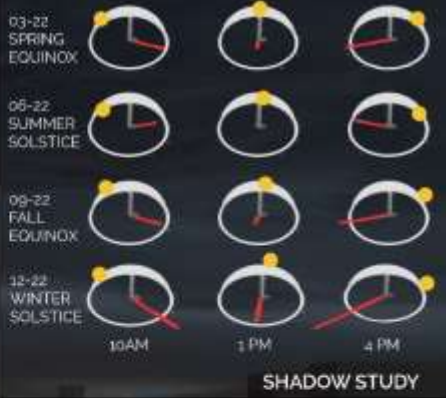 03-22
SPRING
EQUINOX
06-22
SUMMER
SOLSTICE
09-22
FALL
EQUINOX
12-22
WINTER
SOLSTICE
10AM
1 PM
4 PM
SHADOW STUDY